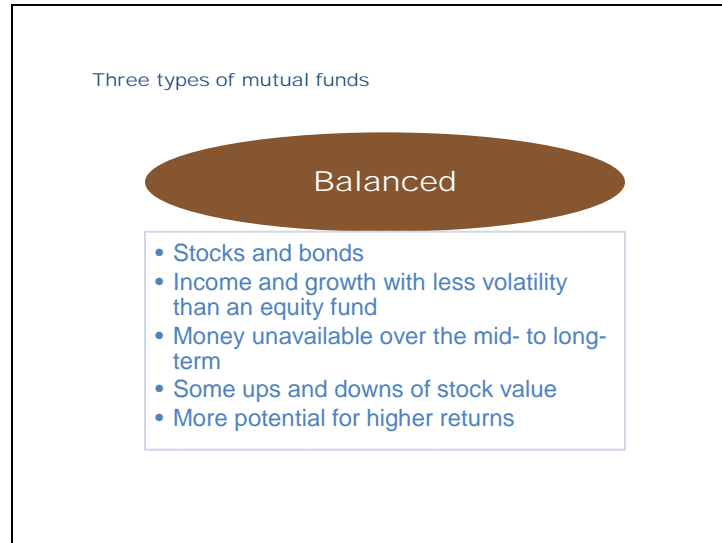 Three types of mutual funds
Balanced
• Stocks and bonds
• Income and growth with less volatility
than an equity fund
• Money unavailable over the mid- to long-
term
• Some ups and downs of stock value
• More potential for higher returns